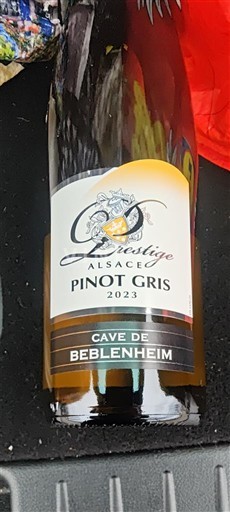 Prestige
ALSACE
PINOT GRIS
2023
CAVE DE
BEBLENHEIM